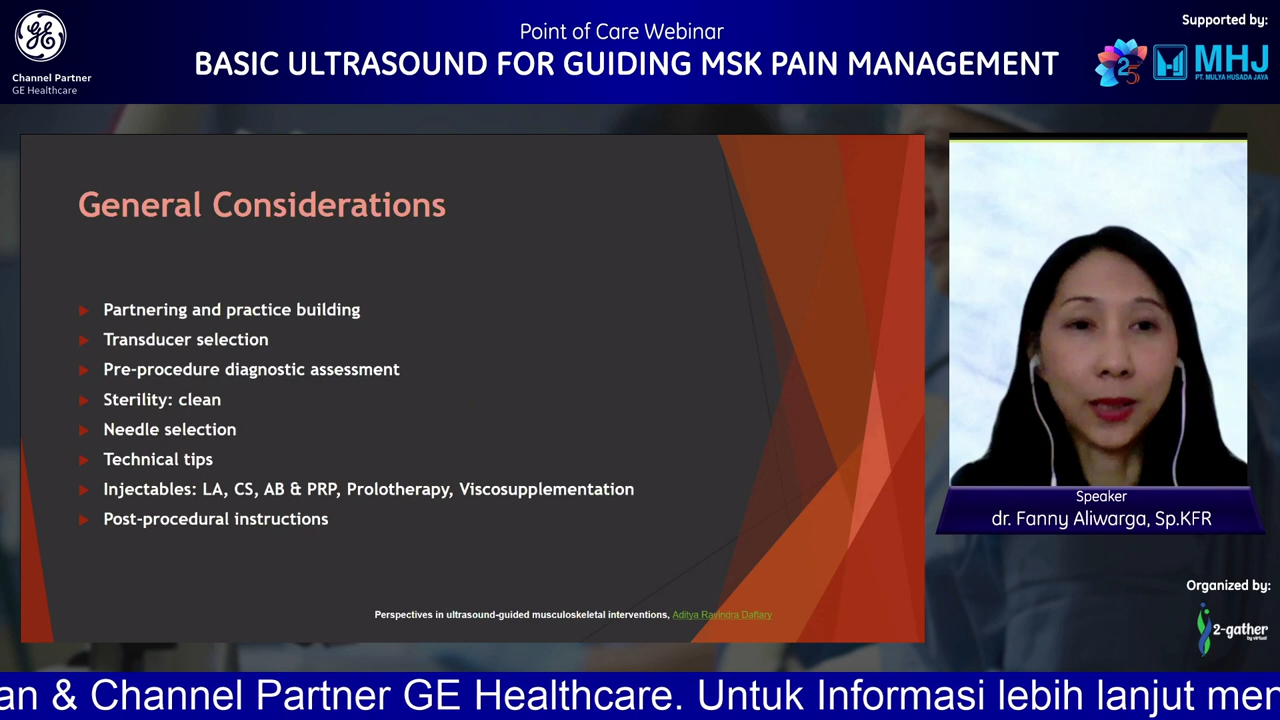 Point of Care Webinar
BASIC ULTRASOUND FOR GUIDING MSK PAIN MANAGEMENT
Channel Partner
GE Healthcare
Supported by:
25
MHJ
PT. MULYA HUSADA JAYA
General Considerations
Partnering and practice building
Transducer selection
Pre-procedure diagnostic assessment
Sterility: clean
Needle selection
Technical tips
Injectables: LA, CS, AB & PRP, Prolotherapy, Viscosupplementation
Post-procedural instructions
Perspectives in ultrasound-guided musculoskeletal interventions, Aditya Ravindra Daftary
Speaker
dr. Fanny Aliwarga, Sp.KFR
Organized by:
2-gather
by virtual
an & Channel Partner GE Healthcare. Untuk Informasi lebih lanjut men